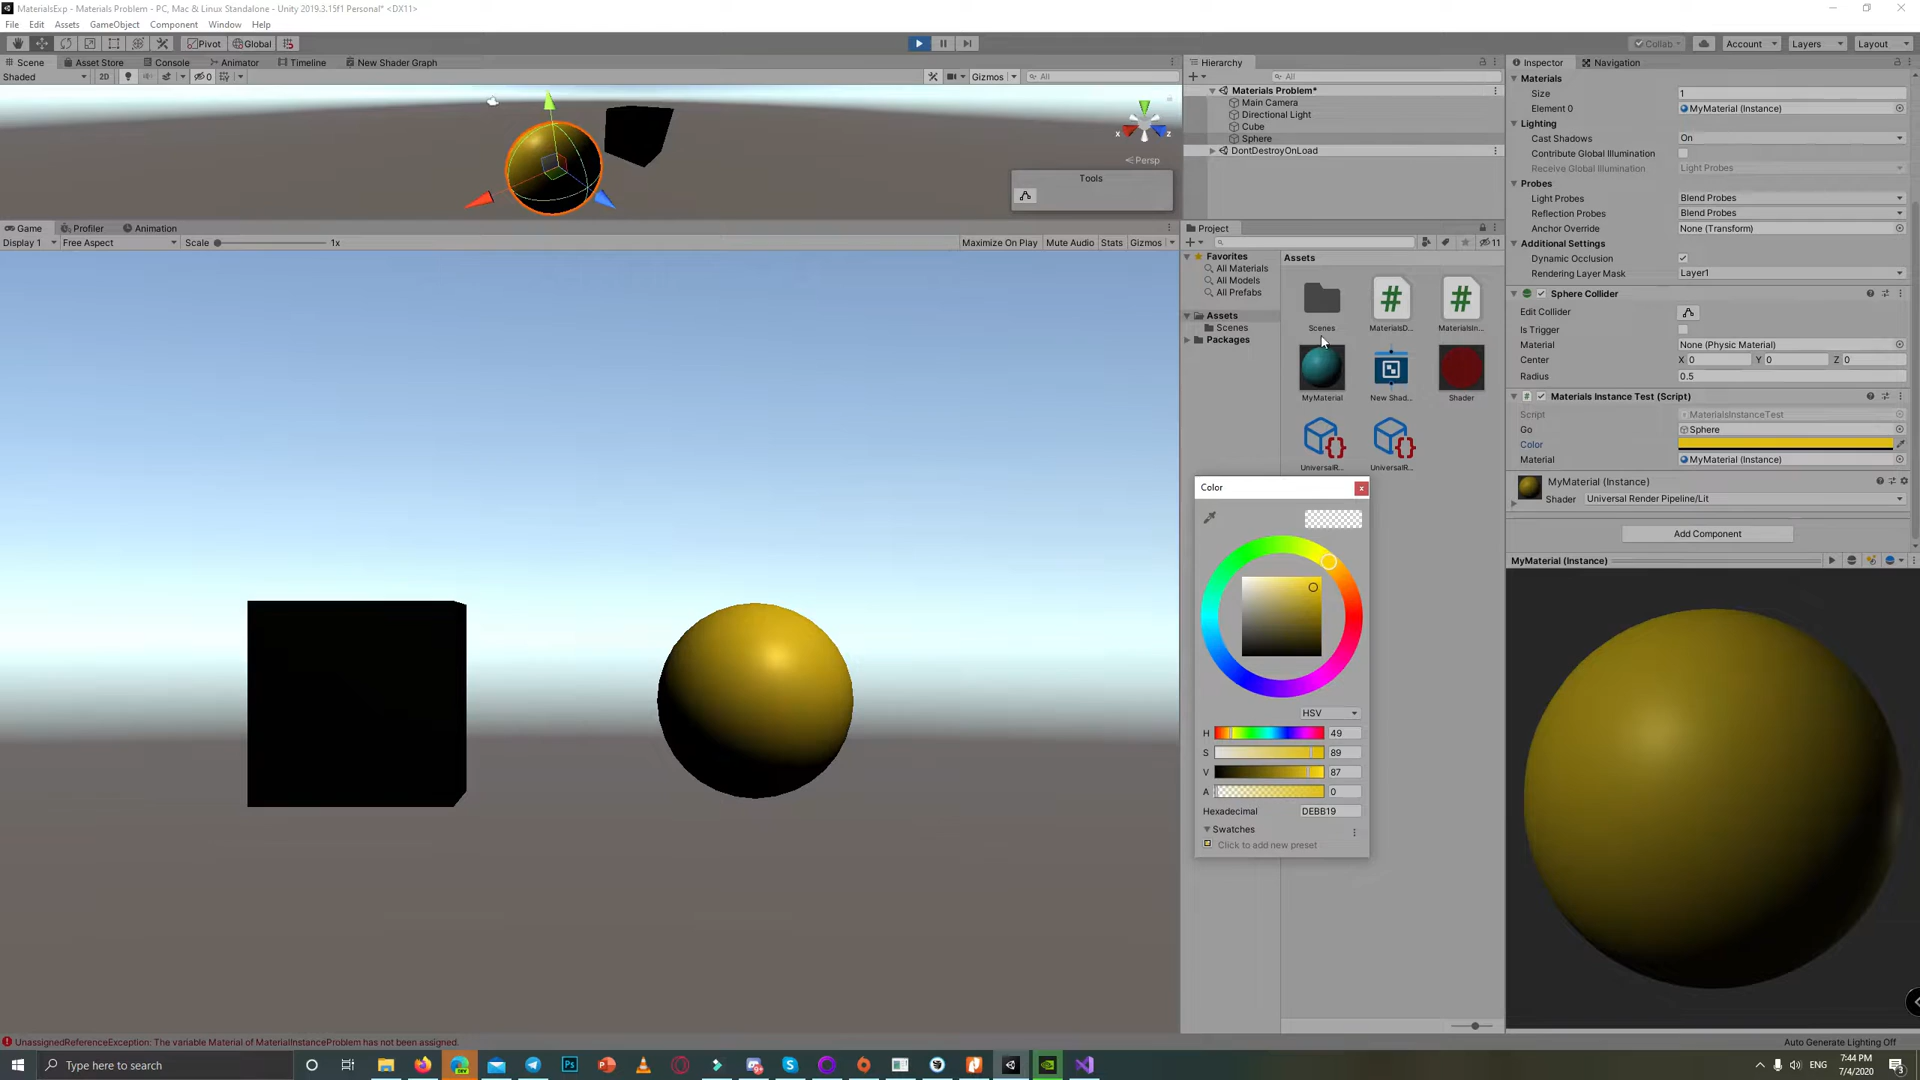 MaterialsExp - Materials Problem - PC, Mac & Linux Standalone - Unity 2019.3.15f1 Personal* <DX11>
File Edit Assets GameObject Component Window Help
Pivot Global Collab Account Layers Layout
Scene Asset Store Console Animator Timeline New Shader Graph
Shaded 2D 0 Gizmos All
x z
Persp
Tools
Game Profiler Animation
Display 1 Free Aspect Scale 1x Maximize On Play Mute Audio Stats Gizmos
Hierarchy
All
Materials Problem*
Main Camera
Directional Light
Cube
Sphere
DontDestroyOnLoad
Project
11
Favorites
All Materials
All Models
All Prefabs
Assets
Scenes
Packages
Assets
Scenes MaterialsD... MaterialsIn...
MyMaterial New Shad... Shader
UniversalR... UniversalR...
Color
HSV
H 49
S 89
V 87
A 0
Hexadecimal DEBB19
Swatches
Click to add new preset
Inspector Navigation
Materials
Size 1
Element 0 MyMaterial (Instance)
Lighting
Cast Shadows On
Contribute Global Illumination
Receive Global Illumination Light Probes
Probes
Light Probes Blend Probes
Reflection Probes Blend Probes
Anchor Override None (Transform)
Additional Settings
Dynamic Occlusion
Rendering Layer Mask Layer1
Sphere Collider
Edit Collider
Is Trigger
Material None (Physic Material)
Center X 0 Y 0 Z 0
Radius 0.5
Materials Instance Test (Script)
Script MaterialsInstanceTest
Go Sphere
Color
Material MyMaterial (Instance)
MyMaterial (Instance)
Shader Universal Render Pipeline/Lit
Add Component
MyMaterial (Instance)
UnassignedReferenceException: The variable Material of MaterialInstanceProblem has not been assigned.
Auto Generate Lighting Off
Type here to search
ENG
7:44 PM
7/4/2020
3